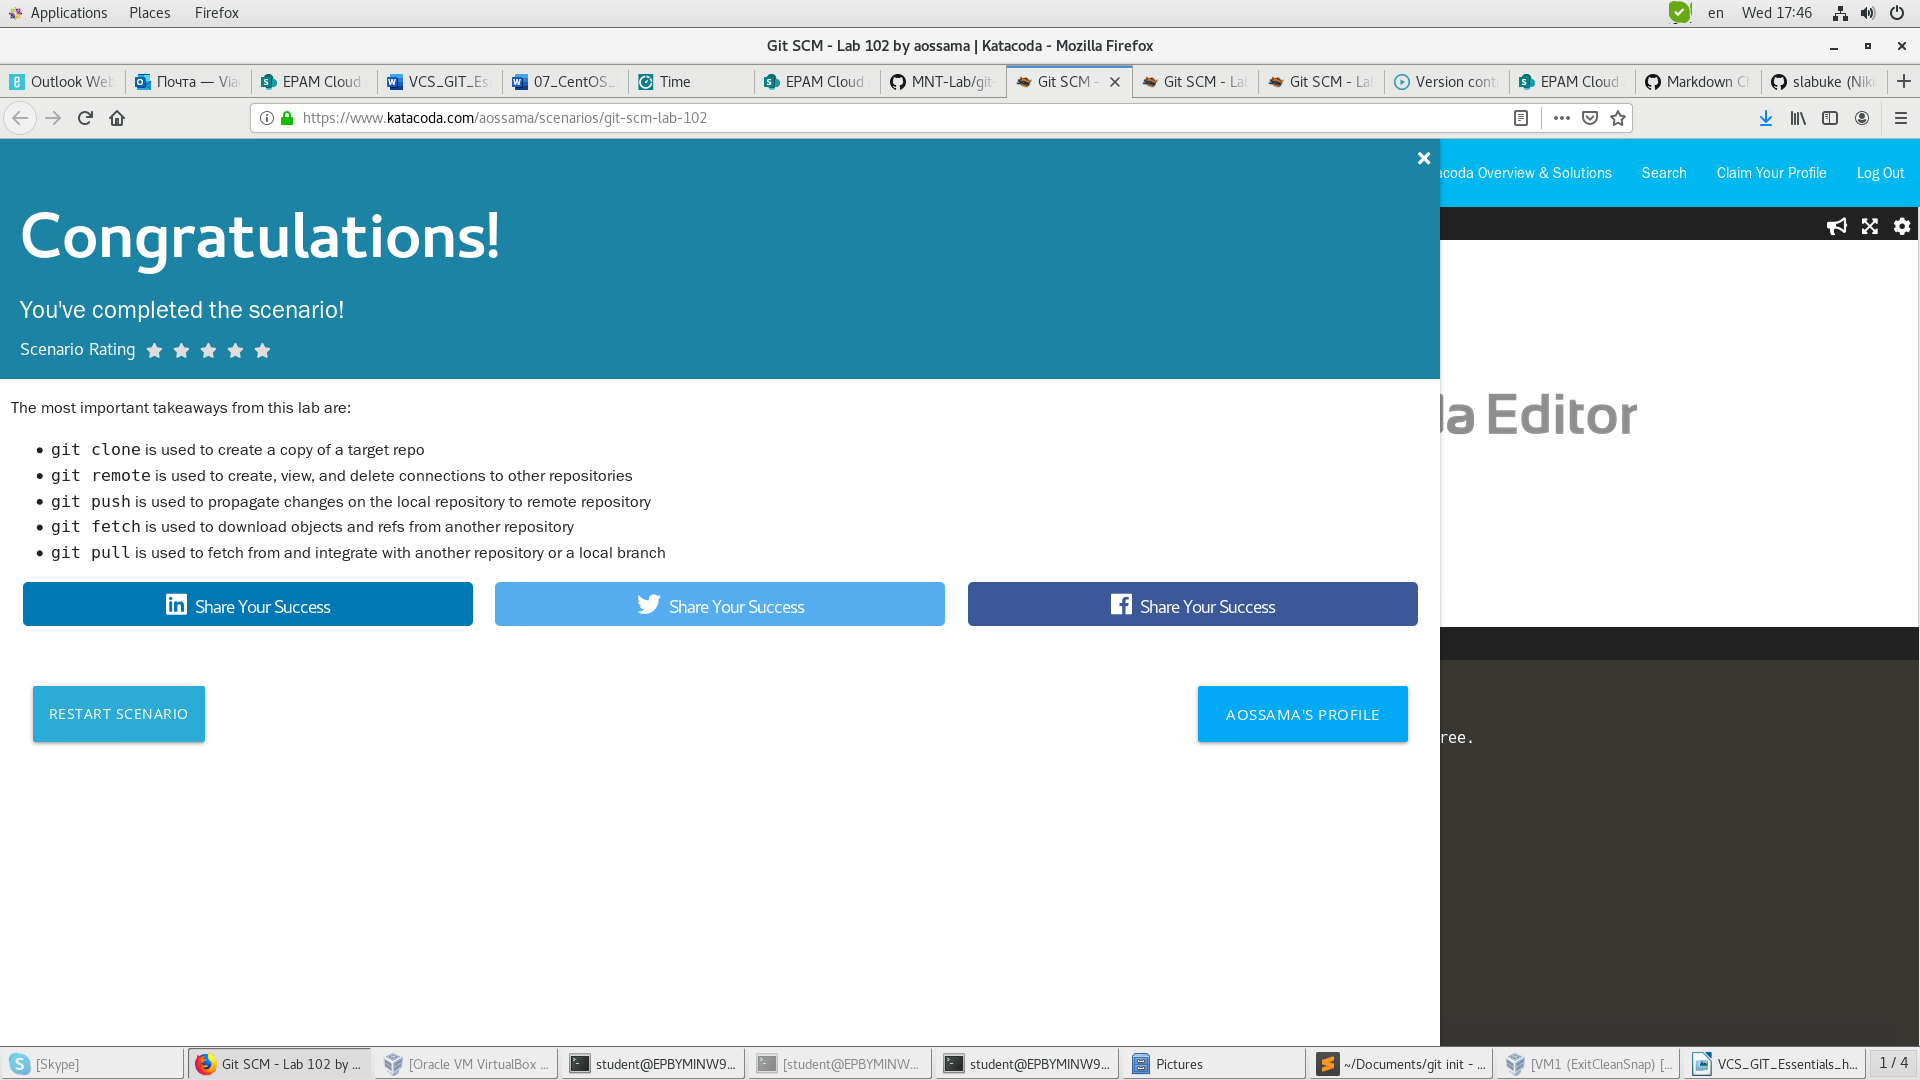 Applications Places Firefox en Wed 17:46
Git SCM - Lab 102 by aossama | Katacoda - Mozilla Firefox
Outlook Web Почта — Via EPAM Cloud VCS_GIT_Es 07_CentOS_ Time EPAM Cloud MNT-Lab/git- Git SCM - Git SCM - La Git SCM - La Version cont EPAM Cloud Markdown C slabuke (Niki
https://www.katacoda.com/aossama/scenarios/git-scm-lab-102
acoda Overview & Solutions Search Claim Your Profile Log Out
Congratulations!
You've completed the scenario!
Scenario Rating
da Editor
The most important takeaways from this lab are:
• git clone is used to create a copy of a target repo
• git remote is used to create, view, and delete connections to other repositories
• git push is used to propagate changes on the local repository to remote repository
• git fetch is used to download objects and refs from another repository
• git pull is used to fetch from and integrate with another repository or a local branch
Share Your Success Share Your Success Share Your Success
RESTART SCENARIO AOSSAMA'S PROFILE
ree.
[Skype] Git SCM - Lab 102 by ... [Oracle VM VirtualBox ... student@EPBYMINW9... [student@EPBYMINW... student@EPBYMINW9... Pictures ~/Documents/git init - ... [VM1 (ExitCleanSnap) [... VCS_GIT_Essentials_h... 1 / 4